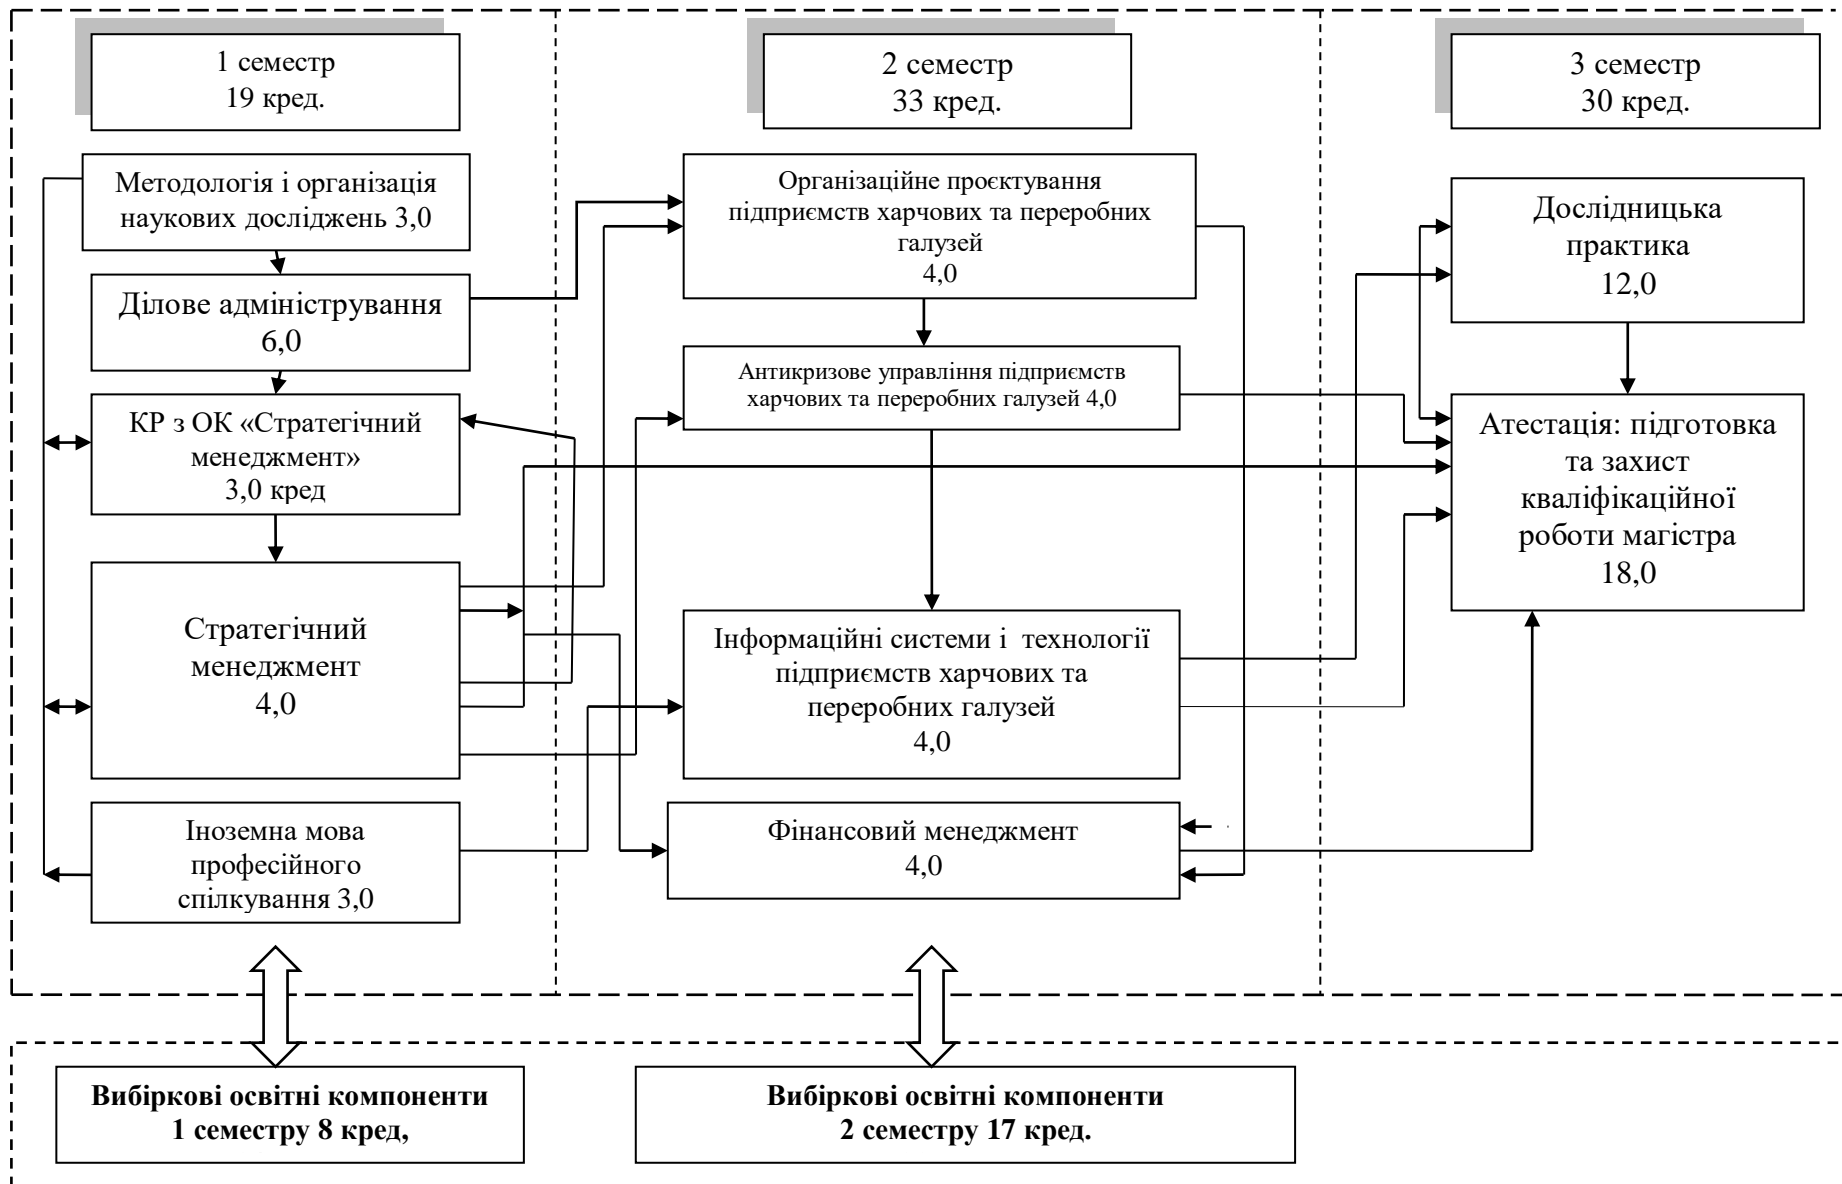 1 семестр
19 кред.
2 семестр
33 кред.
3 семестр
30 кред.
Методологія і організація
наукових досліджень 3,0
Ділове адміністрування
6,0
КР з ОК «Стратегічний
менеджмент»
3,0 кред
Стратегічний
менеджмент
4,0
Іноземна мова
професійного
спілкування 3,0
Організаційне проєктування
підприємств харчових та переробних
галузей
4,0
Антикризове управління підприємств
харчових та переробних галузей 4,0
Інформаційні системи і технології
підприємств харчових та
переробних галузей
4,0
Фінансовий менеджмент
4,0
Дослідницька
практика
12,0
Атестація: підготовка
та захист
кваліфікаційної
роботи магістра
18,0
Вибіркові освітні компоненти
1 семестру 8 кред,
Вибіркові освітні компоненти
2 семестру 17 кред.